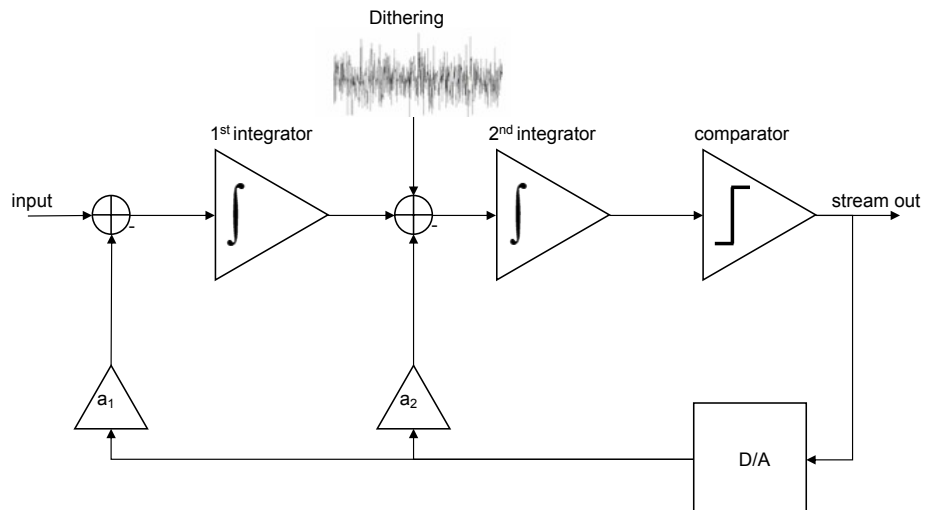 Dithering
1st integrator
2nd integrator
comparator
input
stream out
-
-
a1
a2
D/A